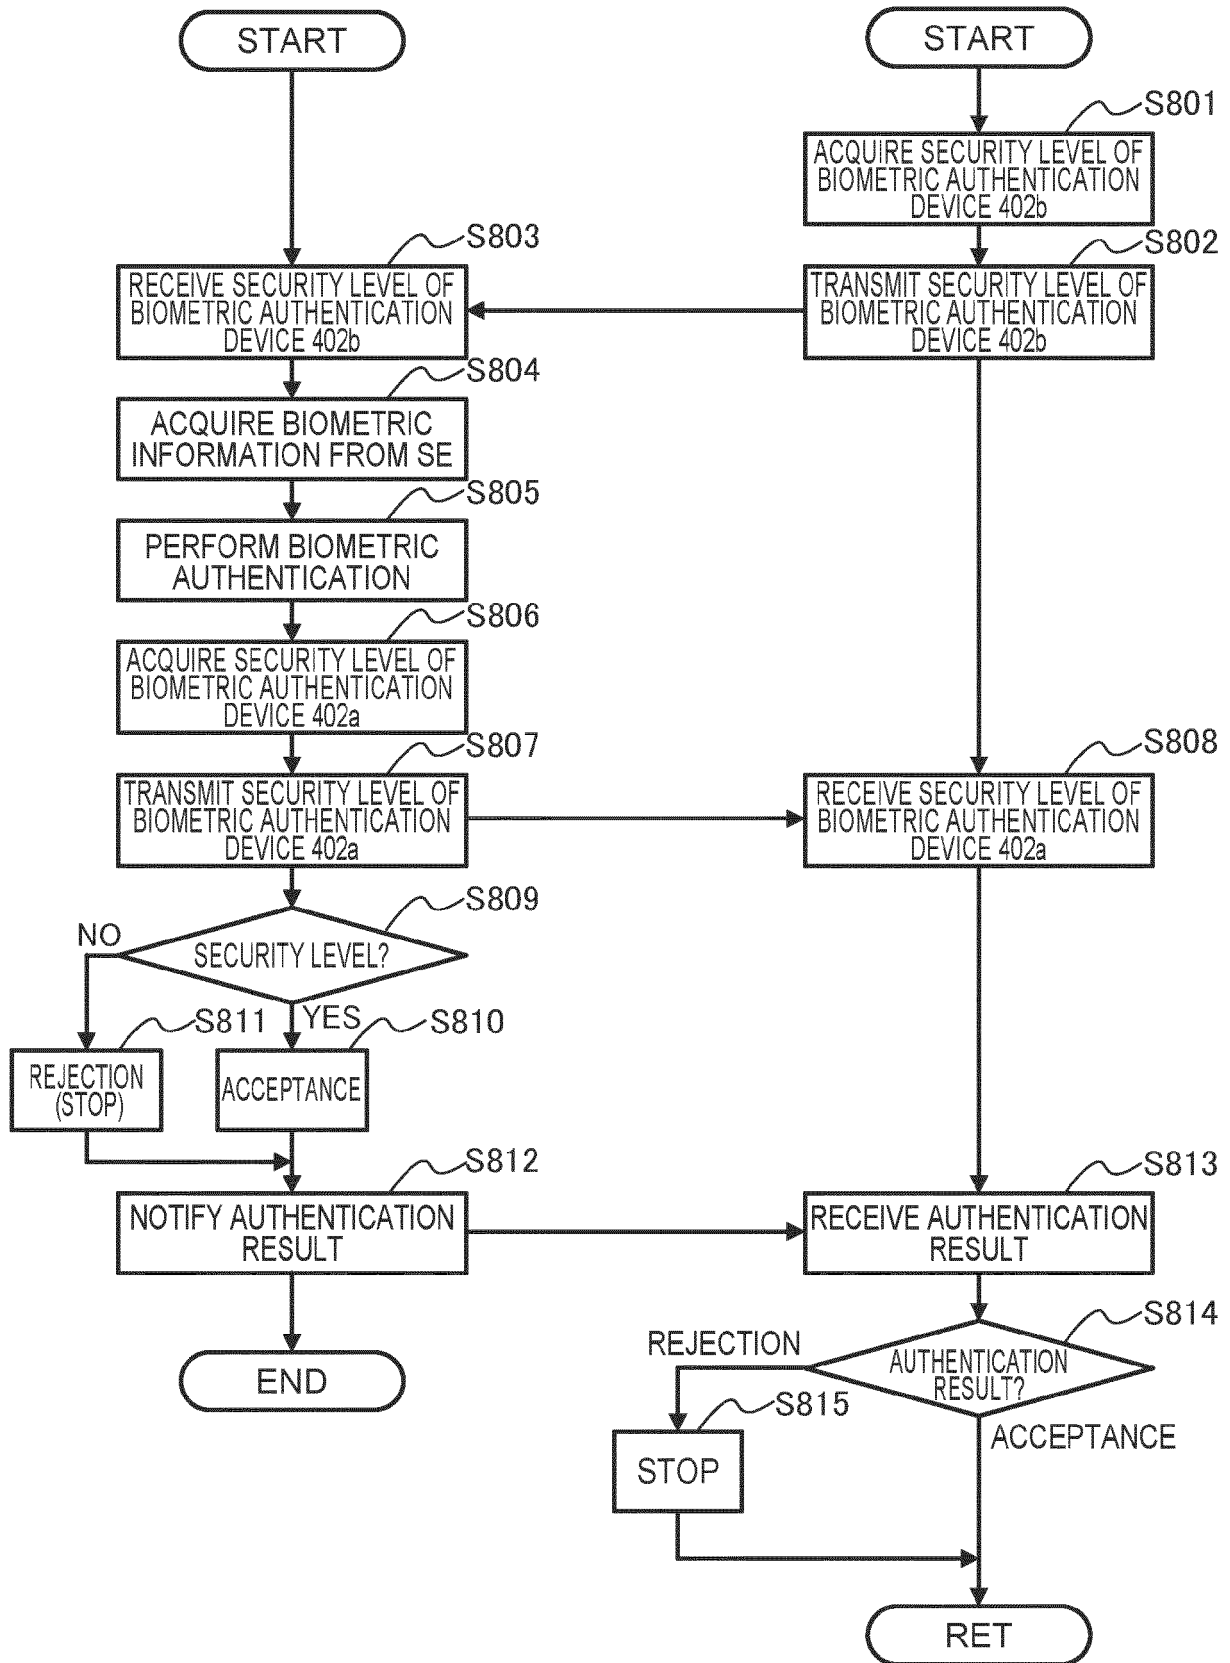 START
START
S801
ACQUIRE SECURITY LEVEL OF
BIOMETRIC AUTHENTICATION
DEVICE 402b
S803
S802
RECEIVE SECURITY LEVEL OF
BIOMETRIC AUTHENTICATION
DEVICE 402b
TRANSMIT SECURITY LEVEL OF
BIOMETRIC AUTHENTICATION
DEVICE 402b
S804
ACQUIRE BIOMETRIC
INFORMATION FROM SE
S805
PERFORM BIOMETRIC
AUTHENTICATION
S806
ACQUIRE SECURITY LEVEL OF
BIOMETRIC AUTHENTICATION
DEVICE 402a
S807
S808
TRANSMIT SECURITY LEVEL OF
BIOMETRIC AUTHENTICATION
DEVICE 402a
RECEIVE SECURITY LEVEL OF
BIOMETRIC AUTHENTICATION
DEVICE 402a
S809
NO
SECURITY LEVEL?
YES
S811
S810
REJECTION
(STOP)
ACCEPTANCE
S812
S813
NOTIFY AUTHENTICATION
RESULT
RECEIVE AUTHENTICATION
RESULT
S814
REJECTION
AUTHENTICATION
RESULT?
END
S815
ACCEPTANCE
STOP
RET